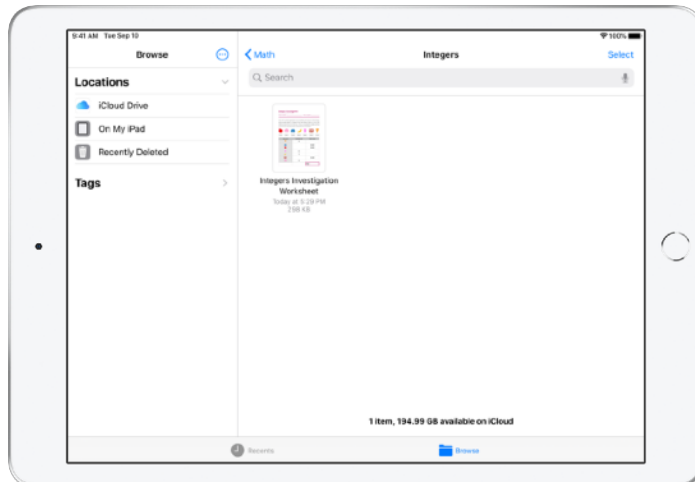 9:41 AM Tue Sep 10
100%
Browse
Math
Integers
Select
Search
Locations
iCloud Drive
On My iPad
Recently Deleted
Tags
Integers Investigation
Worksheet
Today at 5:29 PM
298 KB
1 item, 194.99 GB available on iCloud
Recents
Browse